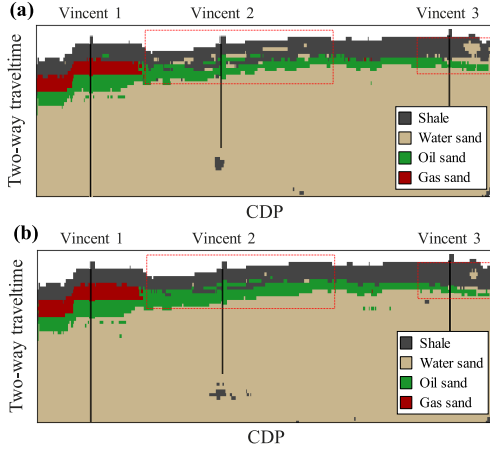 (a)
Vincent 1 Vincent 2 Vincent 3
Two-way traveltime
Shale
Water sand
Oil sand
Gas sand
CDP
(b)
Vincent 1 Vincent 2 Vincent 3
Two-way traveltime
Shale
Water sand
Oil sand
Gas sand
CDP